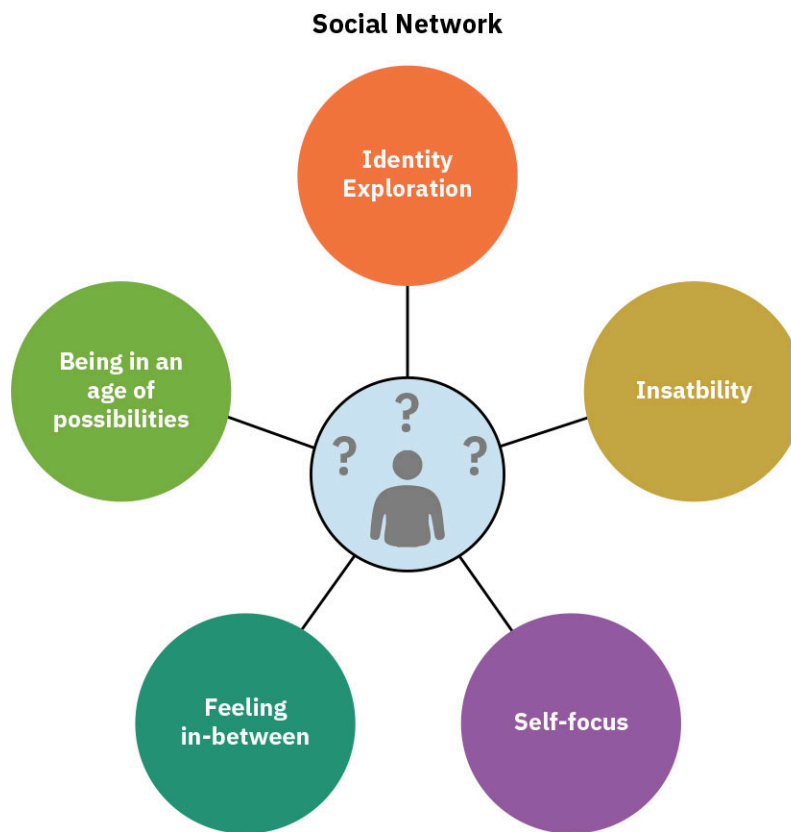 Social Network
Identity
Exploration
Being in an
age of
possibilities
Insatbility
? ? ?
Feeling
in-between
Self-focus